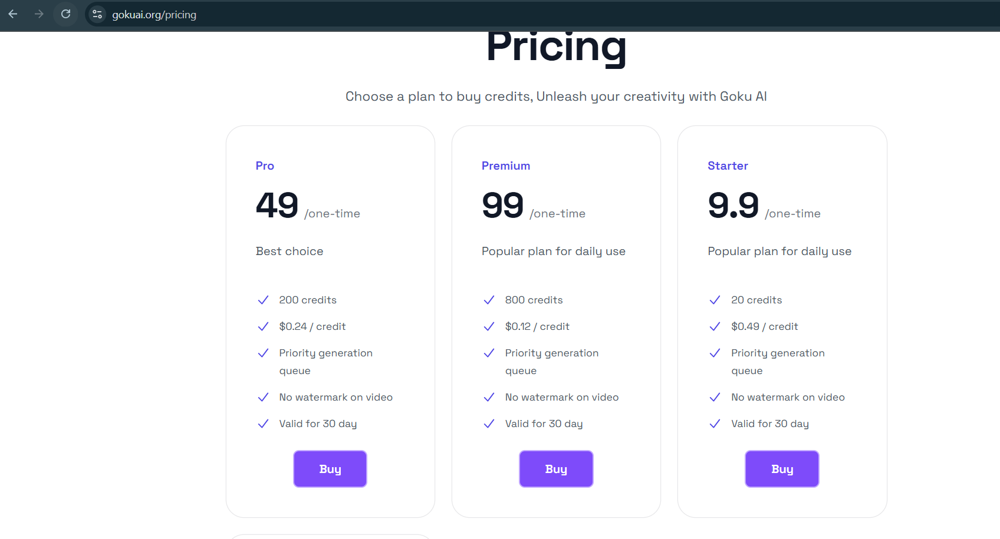 gokuai.org/pricing
Pricing
Choose a plan to buy credits, Unleash your creativity with Goku AI
Pro
49 /one-time
Best choice
200 credits
$0.24 / credit
Priority generation
queue
No watermark on video
Valid for 30 day
Buy
Premium
99 /one-time
Popular plan for daily use
800 credits
$0.12 / credit
Priority generation
queue
No watermark on video
Valid for 30 day
Buy
Starter
9.9 /one-time
Popular plan for daily use
20 credits
$0.49 / credit
Priority generation
queue
No watermark on video
Valid for 30 day
Buy